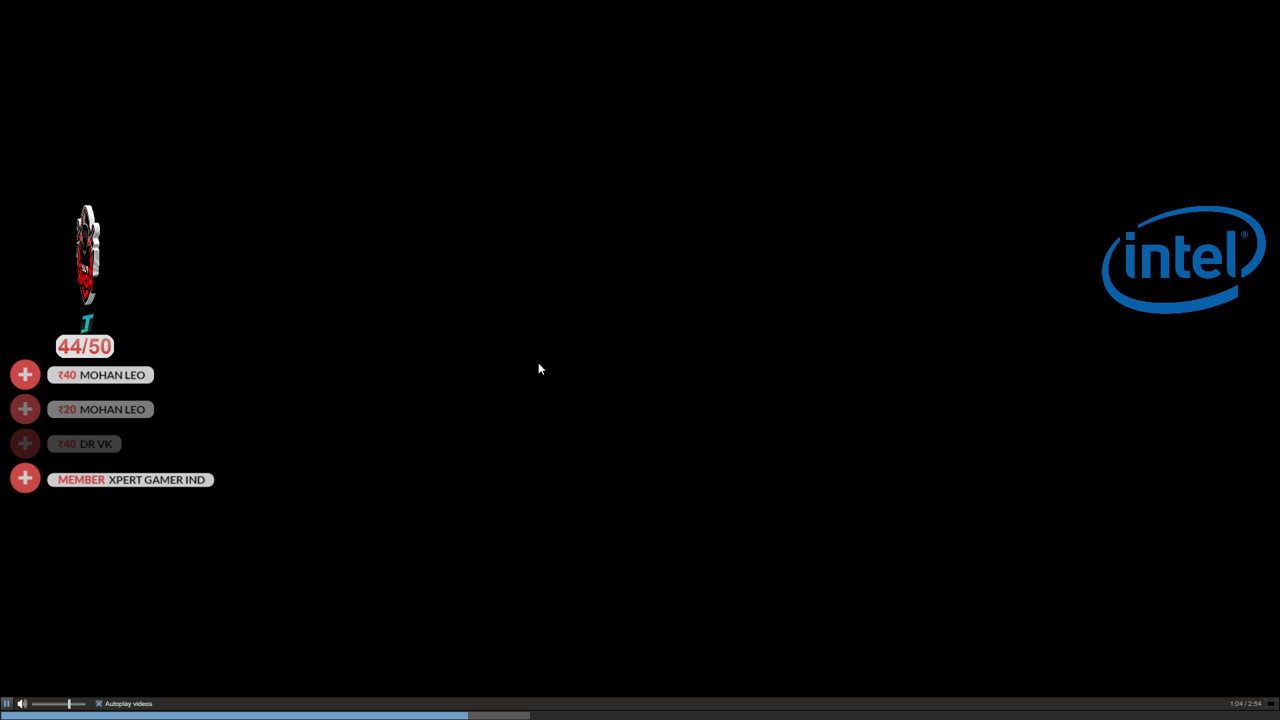 intel®
44/50
₹40 MOHAN LEO
₹20 MOHAN LEO
₹40 DR VK
MEMBER XPERT GAMER IND
Autoplay videos
1:04 / 2:54